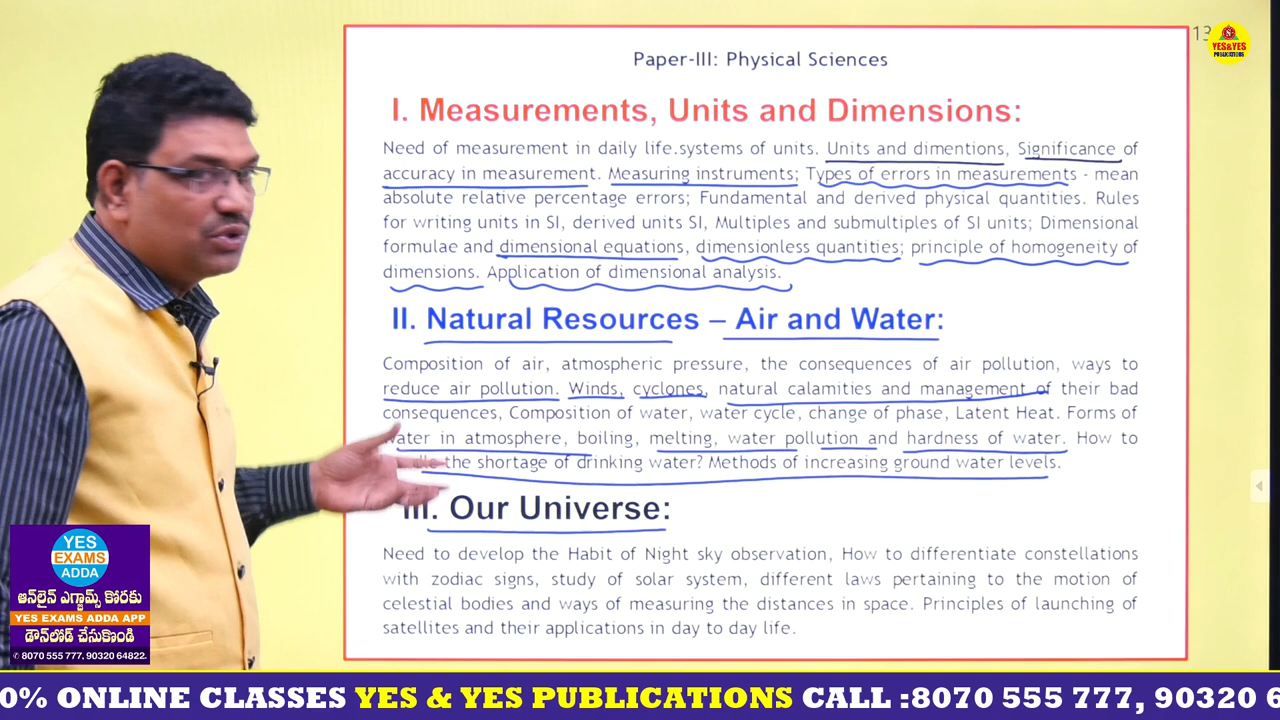 13
YES&YES
PUBLICATIONS
Paper-III: Physical Sciences
I. Measurements, Units and Dimensions:
Need of measurement in daily life.systems of units. Units and dimentions, Significance of
accuracy in measurement. Measuring instruments; Types of errors in measurements - mean
absolute relative percentage errors; Fundamental and derived physical quantities. Rules
for writing units in SI, derived units SI, Multiples and submultiples of SI units; Dimensional
formulae and dimensional equations, dimensionless quantities; principle of homogeneity of
dimensions. Application of dimensional analysis.
II. Natural Resources – Air and Water:
Composition of air, atmospheric pressure, the consequences of air pollution, ways to
reduce air pollution. Winds, cyclones, natural calamities and management of their bad
consequences, Composition of water, water cycle, change of phase, Latent Heat. Forms of
water in atmosphere, boiling, melting, water pollution and hardness of water. How to
the shortage of drinking water? Methods of increasing ground water levels.
III. Our Universe:
Need to develop the Habit of Night sky observation, How to differentiate constellations
with zodiac signs, study of solar system, different laws pertaining to the motion of
celestial bodies and ways of measuring the distances in space. Principles of launching of
satellites and their applications in day to day life.
YES
EXAMS
ADDA
ఆన్‌లైన్ ఎగ్జామ్స్ కొరకు
YES EXAMS ADDA APP
డౌన్‌లోడ్ చేసుకొండి
8070 555 777, 90320 64822.
0% ONLINE CLASSES YES & YES PUBLICATIONS CALL :8070 555 777, 90320 6